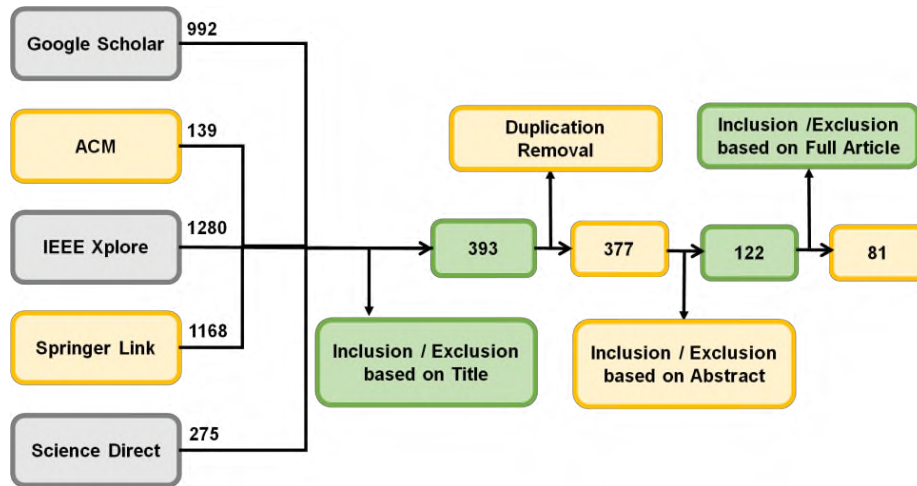 Google Scholar
992
ACM
139
IEEE Xplore
1280
Springer Link
1168
Science Direct
275
Inclusion / Exclusion
based on Title
393
Duplication
Removal
377
Inclusion / Exclusion
based on Abstract
122
Inclusion /Exclusion
based on Full Article
81